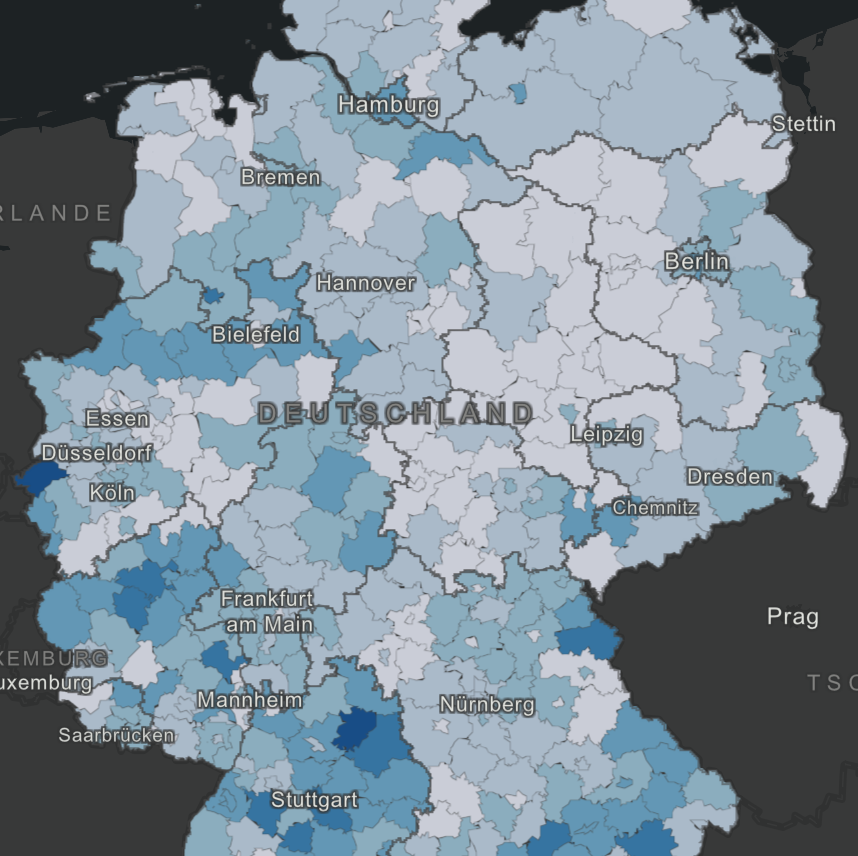 Hamburg
Stettin
Bremen
RLANDE
Berlin
Hannover
Bielefeld
DEUTSCHLAND
Essen
Leipzig
Düsseldorf
Dresden
Köln
Chemnitz
Frankfurt
am Main
Prag
XEMBURG
uxemburg
TSC
Mannheim
Nürnberg
Saarbrücken
Stuttgart